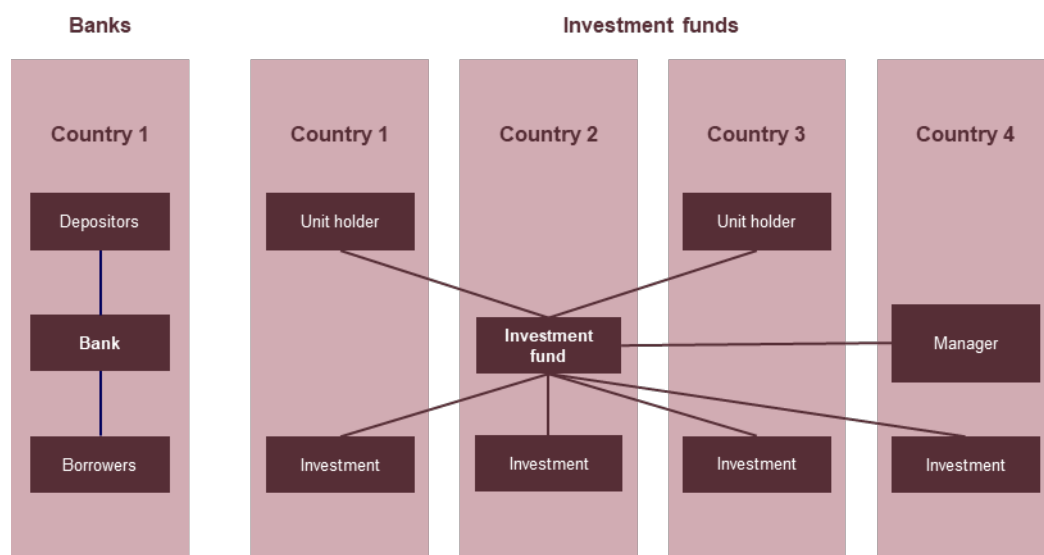 Banks
Investment funds
Country 1
Country 1
Country 2
Country 3
Country 4
Depositors
Unit holder
Unit holder
Bank
Investment
fund
Manager
Borrowers
Investment
Investment
Investment
Investment